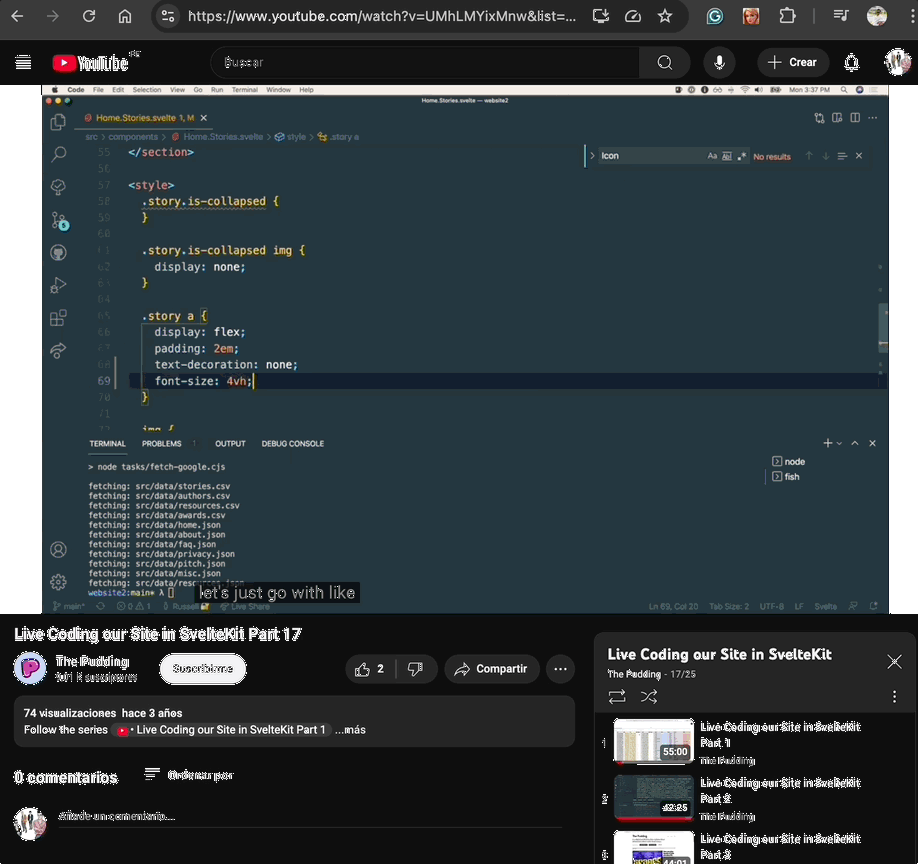 https://www.youtube.com/watch?v=UMhLMYixMnw&list=...
YouTube
Buscar
Crear
Code File Edit Selection View Go Run Terminal Window Help
Mon 3:37 PM
Home.Stories.svelte — website2
Home.Stories.svelte 1, M
src > components > Home.Stories.svelte > style > .story a
Icon
Aa
No results
55 </section>
56
57 <style>
58 .story.is-collapsed {
59 }
60
61 .story.is-collapsed img {
62 display: none;
63 }
64
65 .story a {
66 display: flex;
67 padding: 2em;
68 text-decoration: none;
69 font-size: 4vh;
70 }
71
img {
TERMINAL PROBLEMS 1 OUTPUT DEBUG CONSOLE
> node tasks/fetch-google.cjs
node
fish
fetching: src/data/stories.csv
fetching: src/data/authors.csv
fetching: src/data/resources.csv
fetching: src/data/awards.csv
fetching: src/data/home.json
fetching: src/data/about.json
fetching: src/data/faq.json
fetching: src/data/privacy.json
fetching: src/data/pitch.json
fetching: src/data/misc.json
fetching: src/data/resources.json
website2:main* λ
let's just go with like
main* 0 1 Russell Live Share
Ln 69, Col 20 Tab Size: 2 UTF-8 LF Svelte
Live Coding our Site in SvelteKit Part 17
The Pudding
Suscribirme
2
Compartir
74 visualizaciones hace 3 años
Follow the series • Live Coding our Site in SvelteKit Part 1 ...más
0 comentarios
Ordenar por
Añade un comentario...
Live Coding our Site in SvelteKit
The Pudding - 17/25
1
55:00
Live Coding our Site in SvelteKit
Part 1
The Pudding
2
42:25
Live Coding our Site in SvelteKit
Part 2
The Pudding
44:01
Live Coding our Site in SvelteKit
Part 3